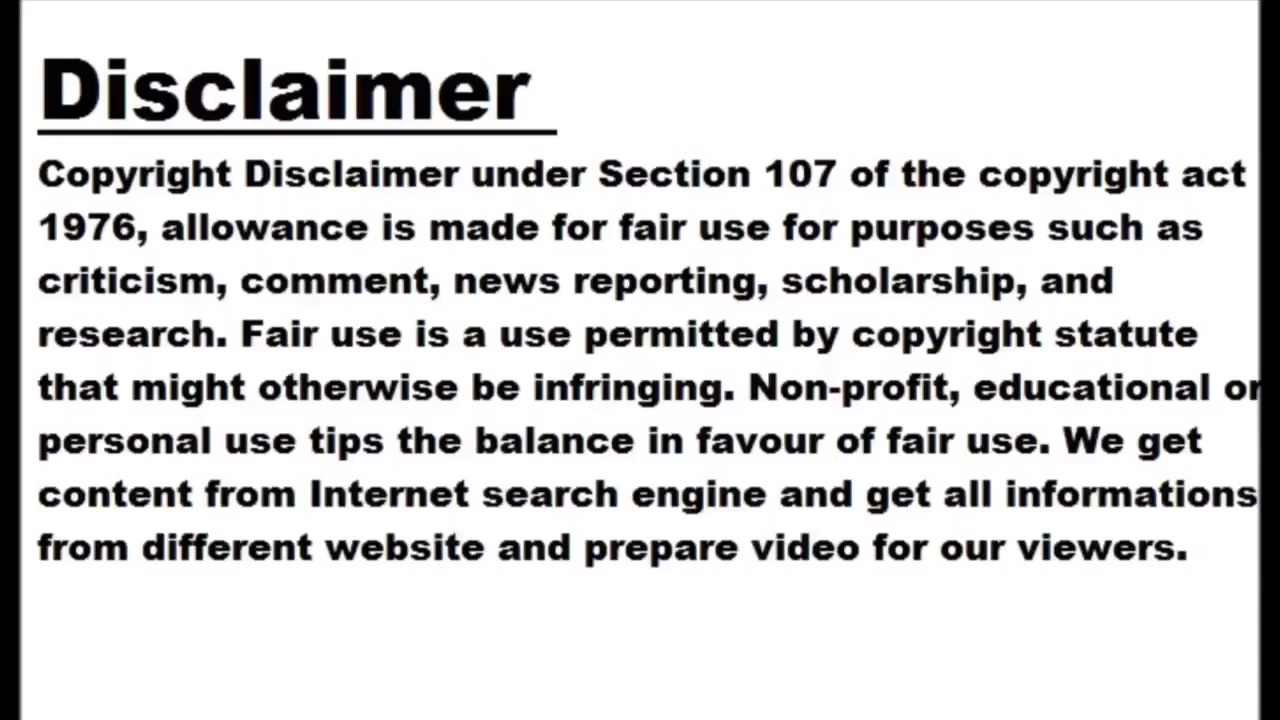 Disclaimer
Copyright Disclaimer under Section 107 of the copyright act
1976, allowance is made for fair use for purposes such as
criticism, comment, news reporting, scholarship, and
research. Fair use is a use permitted by copyright statute
that might otherwise be infringing. Non-profit, educational or
personal use tips the balance in favour of fair use. We get
content from Internet search engine and get all informations
from different website and prepare video for our viewers.